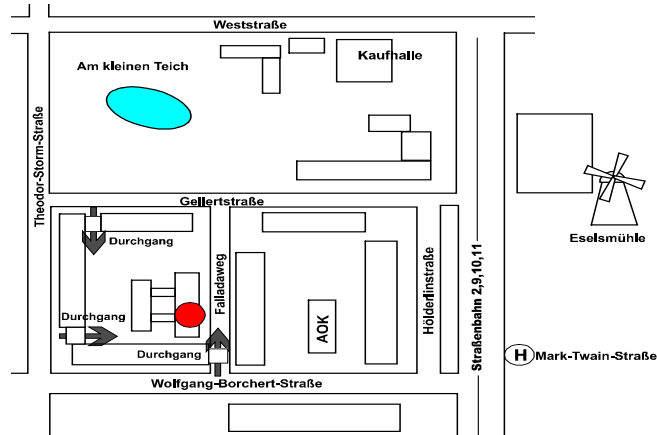 Weststraße
Kaufhalle
Am kleinen Teich
Theodor-Storm-Straße
Gellertstraße
Eselsmühle
Durchgang
Falladaweg
Hölderlinstraße
Straßenbahn 2,9,10,11
Durchgang
AOK
Durchgang
H Mark-Twain-Straße
Wolfgang-Borchert-Straße